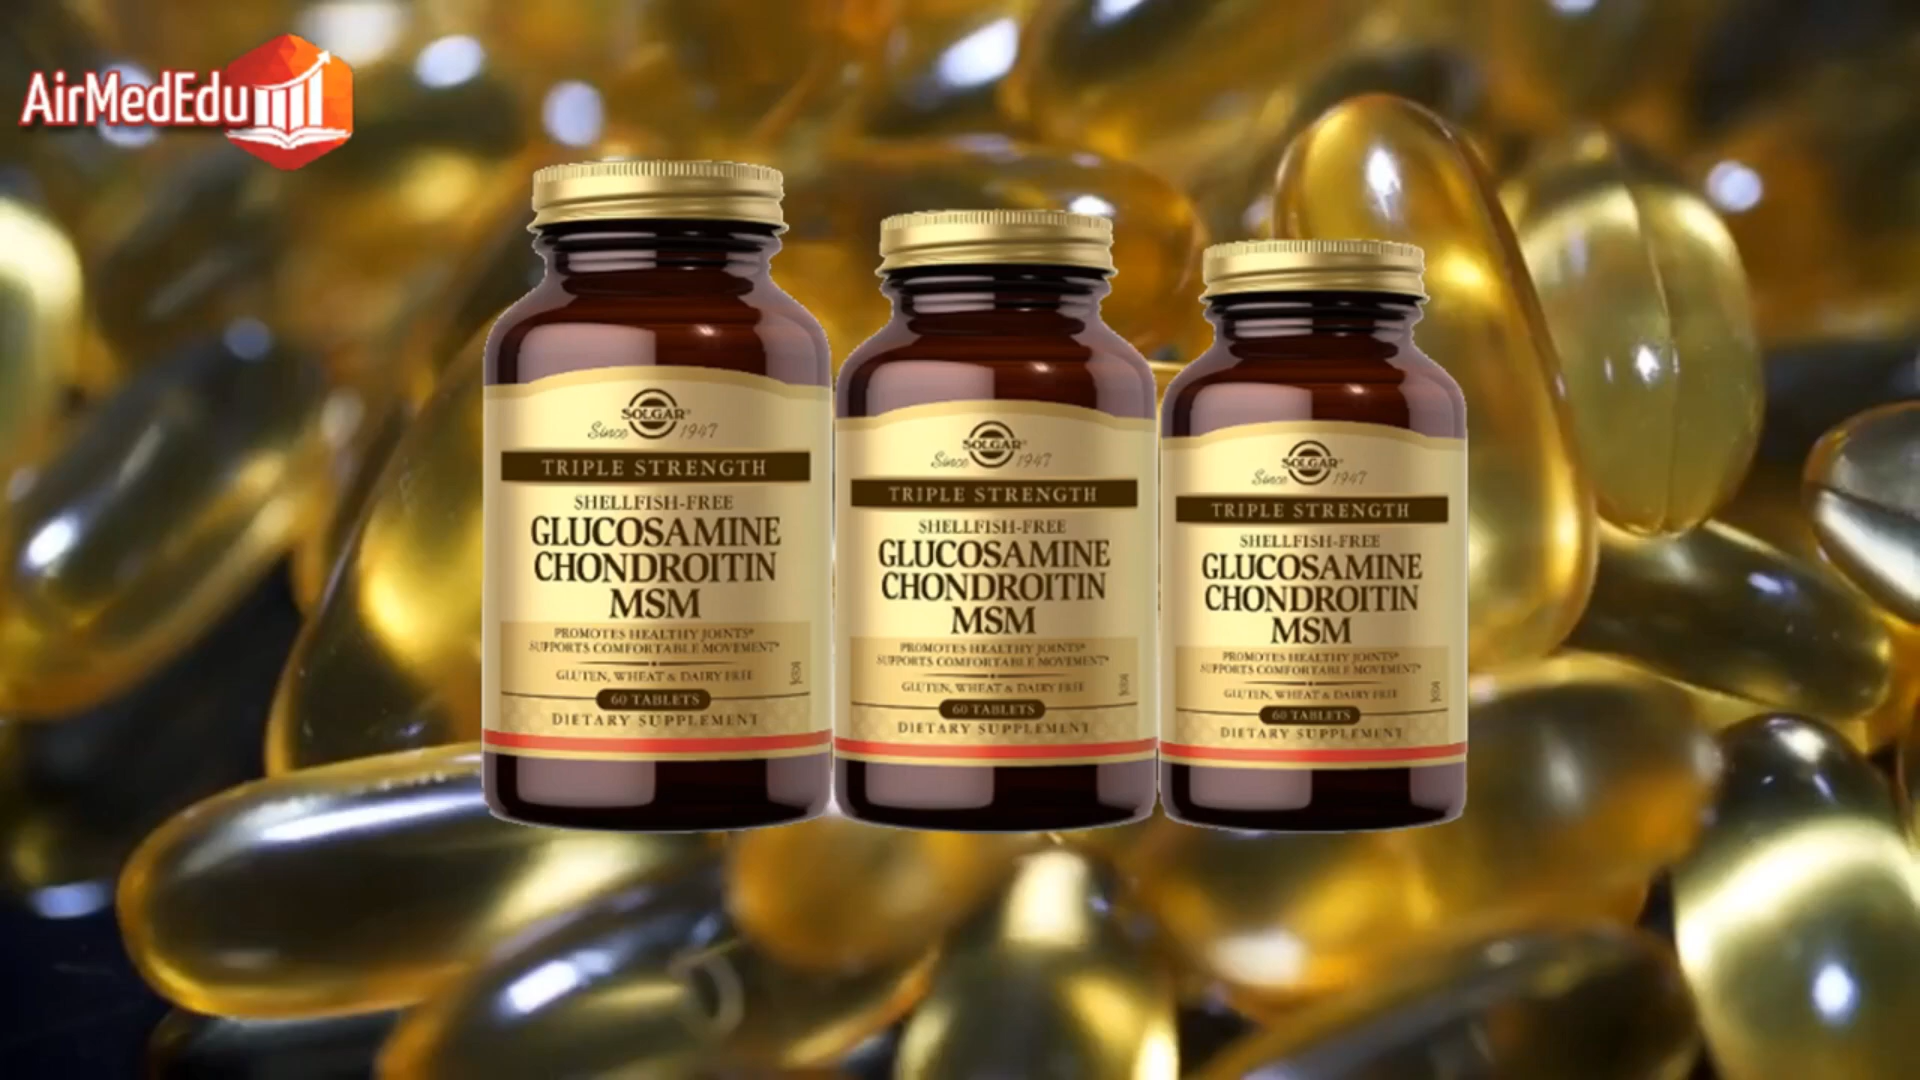 AirMedEdu
SOLGAR®
Since 1947
TRIPLE STRENGTH
SHELLFISH-FREE
GLUCOSAMINE
CHONDROITIN
MSM
PROMOTES HEALTHY JOINTS*
SUPPORTS COMFORTABLE MOVEMENT*
GLUTEN, WHEAT & DAIRY FREE
60 TABLETS
DIETARY SUPPLEMENT
SOLGAR®
Since 1947
TRIPLE STRENGTH
SHELLFISH-FREE
GLUCOSAMINE
CHONDROITIN
MSM
PROMOTES HEALTHY JOINTS*
SUPPORTS COMFORTABLE MOVEMENT*
GLUTEN, WHEAT & DAIRY FREE
60 TABLETS
DIETARY SUPPLEMENT
SOLGAR®
Since 1947
TRIPLE STRENGTH
SHELLFISH-FREE
GLUCOSAMINE
CHONDROITIN
MSM
PROMOTES HEALTHY JOINTS*
SUPPORTS COMFORTABLE MOVEMENT*
GLUTEN, WHEAT & DAIRY FREE
60 TABLETS
DIETARY SUPPLEMENT